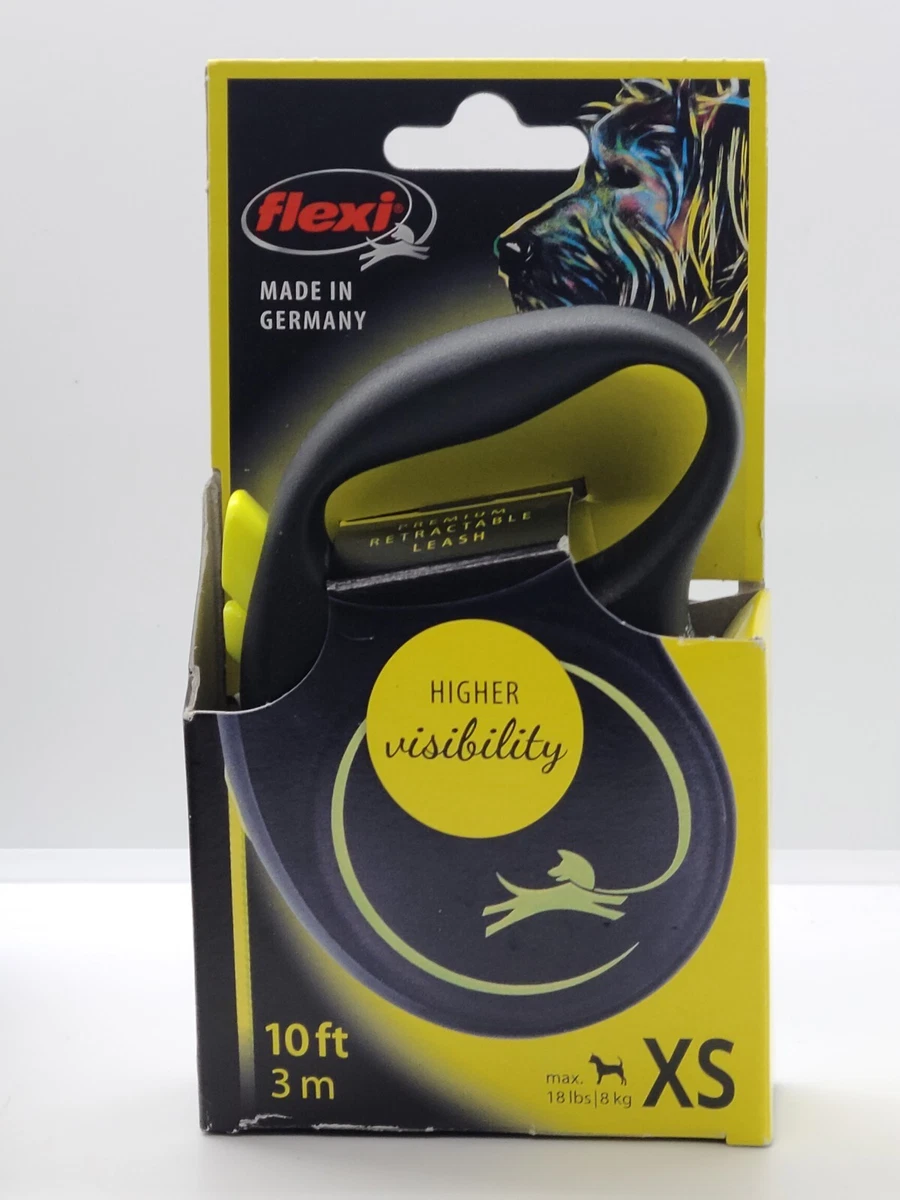 flexi®
MADE IN
GERMANY
PREMIUM
RETRACTABLE
LEASH
HIGHER
visibility
10 ft
3 m
max.
18 lbs|8 kg
XS